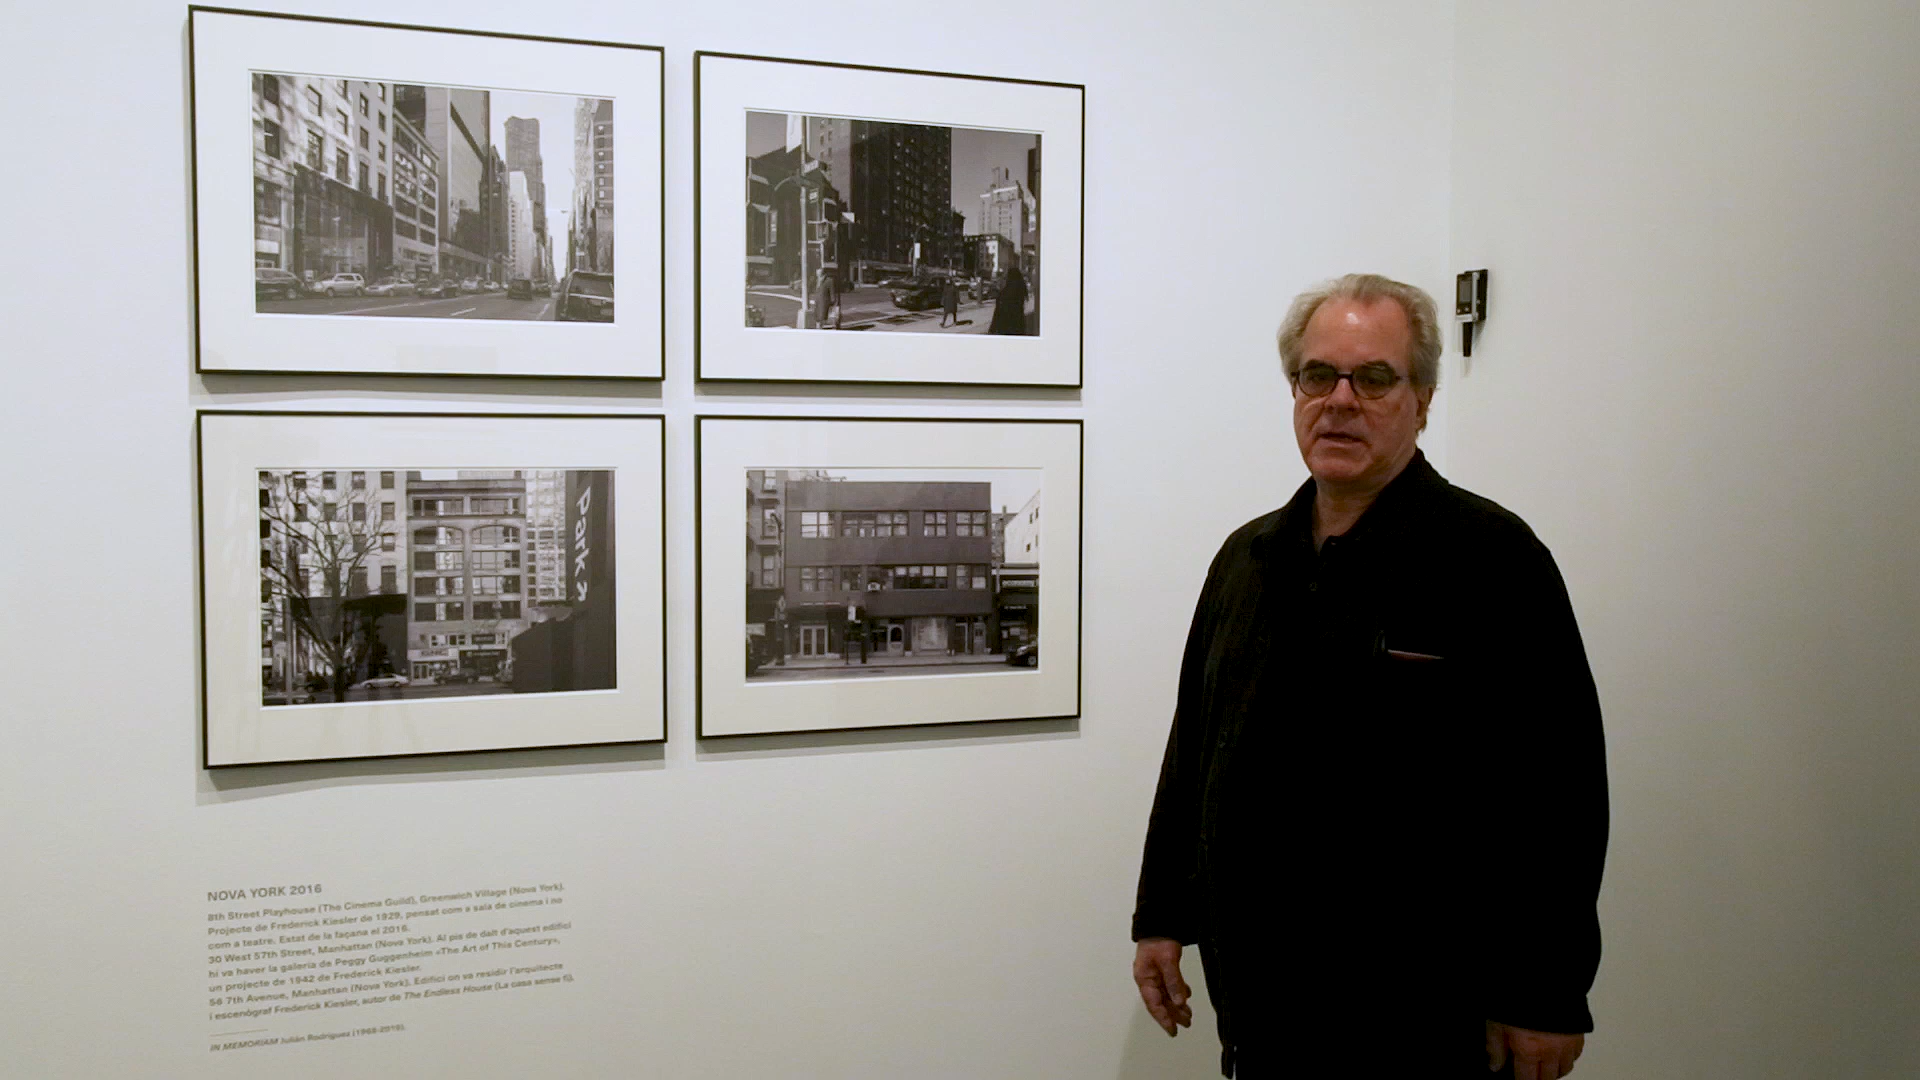 Park a
GNC
NOVA YORK 2016
8th Street Playhouse (The Cinema Guild), Greenwich Village (Nova York).
Projecte de Frederick Kiesler de 1929, pensat com a sala de cinema i no
com a teatre. Estat de la façana el 2016.
30 West 57th Street, Manhattan (Nova York). Al pis de dalt d'aquest edifici
hi va haver la galeria de Peggy Guggenheim «The Art of This Century»,
un projecte de 1942 de Frederick Kiesler.
56 7th Avenue, Manhattan (Nova York). Edifici on va residir l'arquitecte
i escenògraf Frederick Kiesler, autor de The Endless House (La casa sense fi).
IN MEMORIAM Julián Rodríguez (1968-2019).